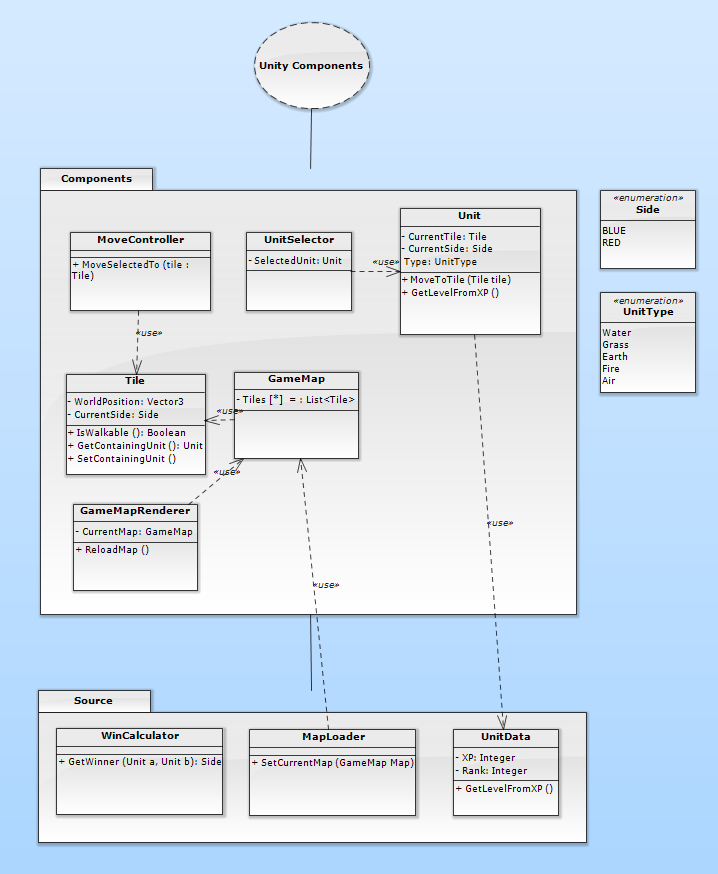 Unity Components
Components
MoveController
+ MoveSelectedTo (tile :
Tile)
UnitSelector
- SelectedUnit: Unit
«use»
Unit
- CurrentTile: Tile
- CurrentSide: Side
Type: UnitType
+ MoveToTile (Tile tile)
+ GetLevelFromXP ()
«enumeration»
Side
BLUE
RED
«enumeration»
UnitType
Water
Grass
Earth
Fire
Air
«use»
Tile
- WorldPosition: Vector3
- CurrentSide: Side
+ IsWalkable (): Boolean
+ GetContainingUnit (): Unit
+ SetContainingUnit ()
«use»
GameMap
- Tiles [*] = : List<Tile>
«use»
GameMapRenderer
- CurrentMap: GameMap
+ ReloadMap ()
«use»
«use»
Source
WinCalculator
+ GetWinner (Unit a, Unit b): Side
MapLoader
+ SetCurrentMap (GameMap Map)
UnitData
- XP: Integer
- Rank: Integer
+ GetLevelFromXP ()